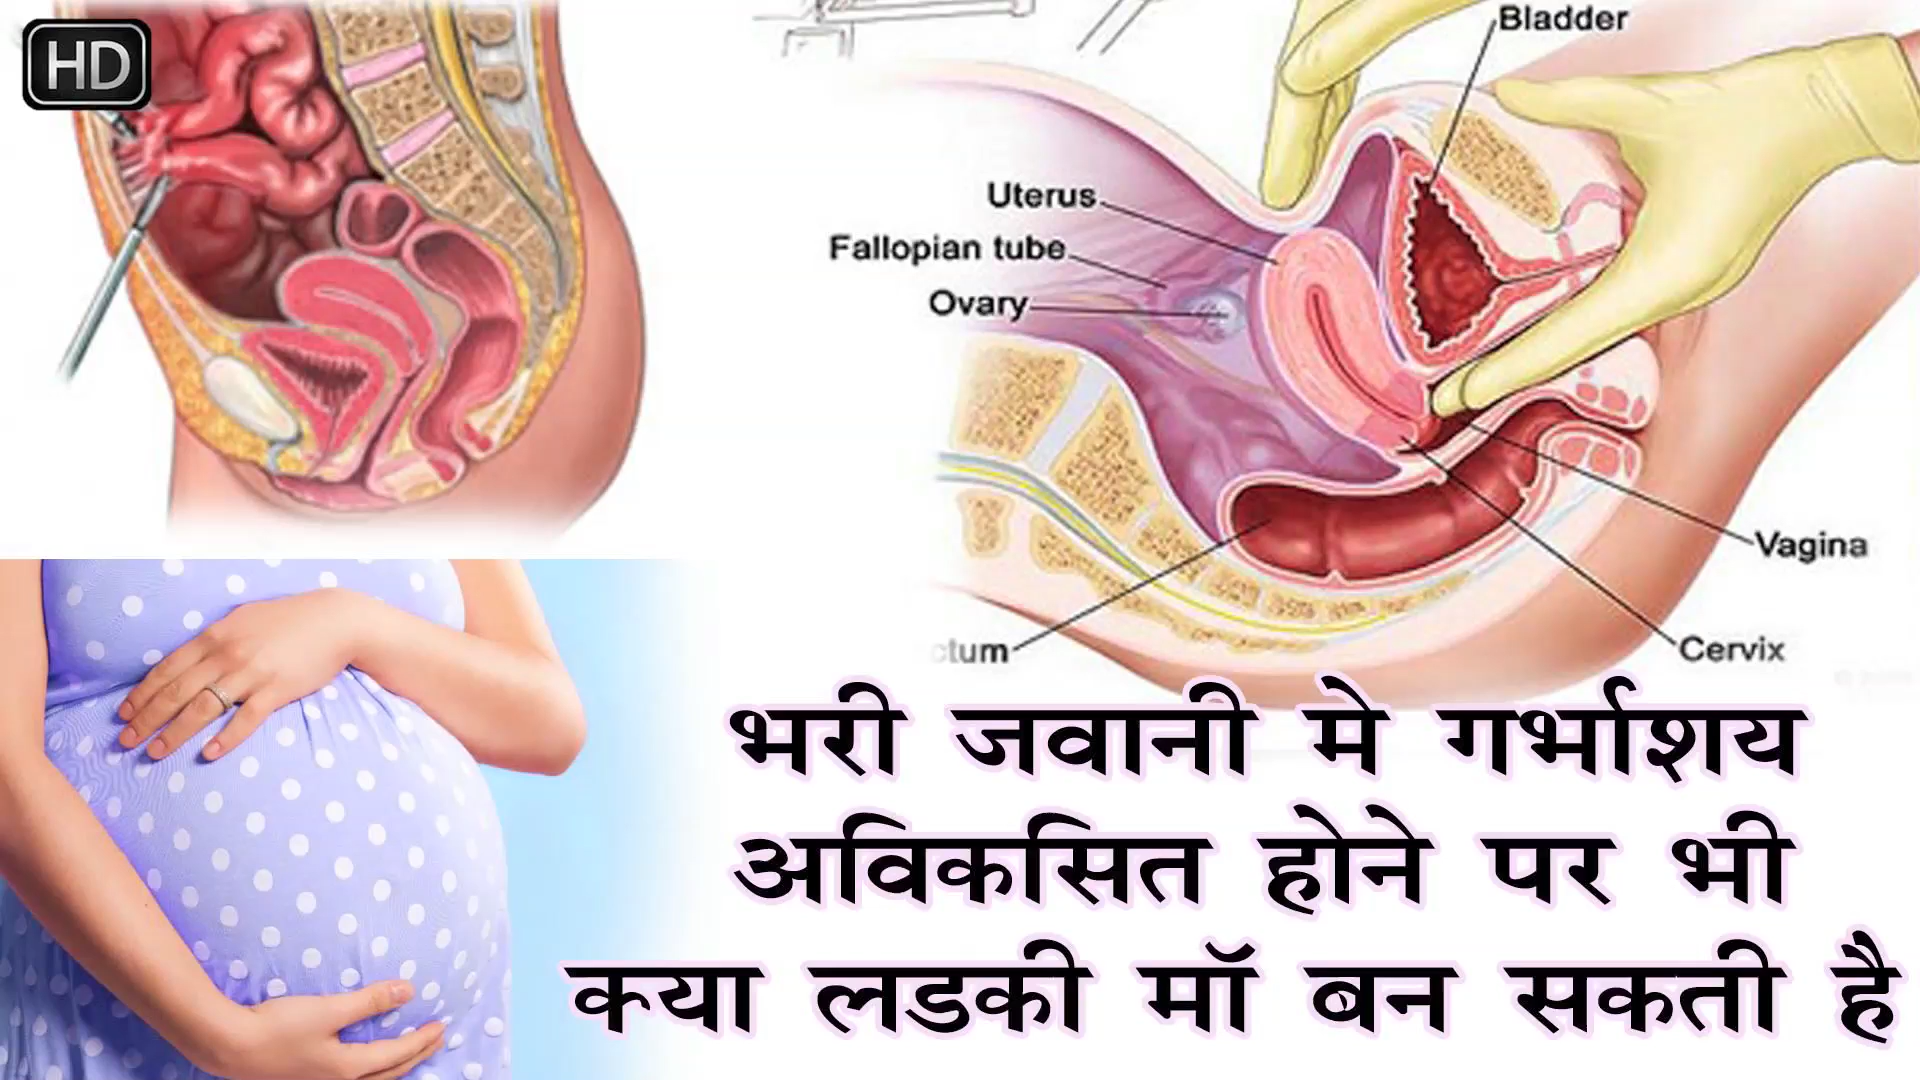 HD
Bladder
Uterus
Fallopian tube
Ovary
Vagina
ctum
Cervix
भरी जवानी मे गर्भाशय
अविकसित होने पर भी
क्या लडकी मॉ बन सकती है